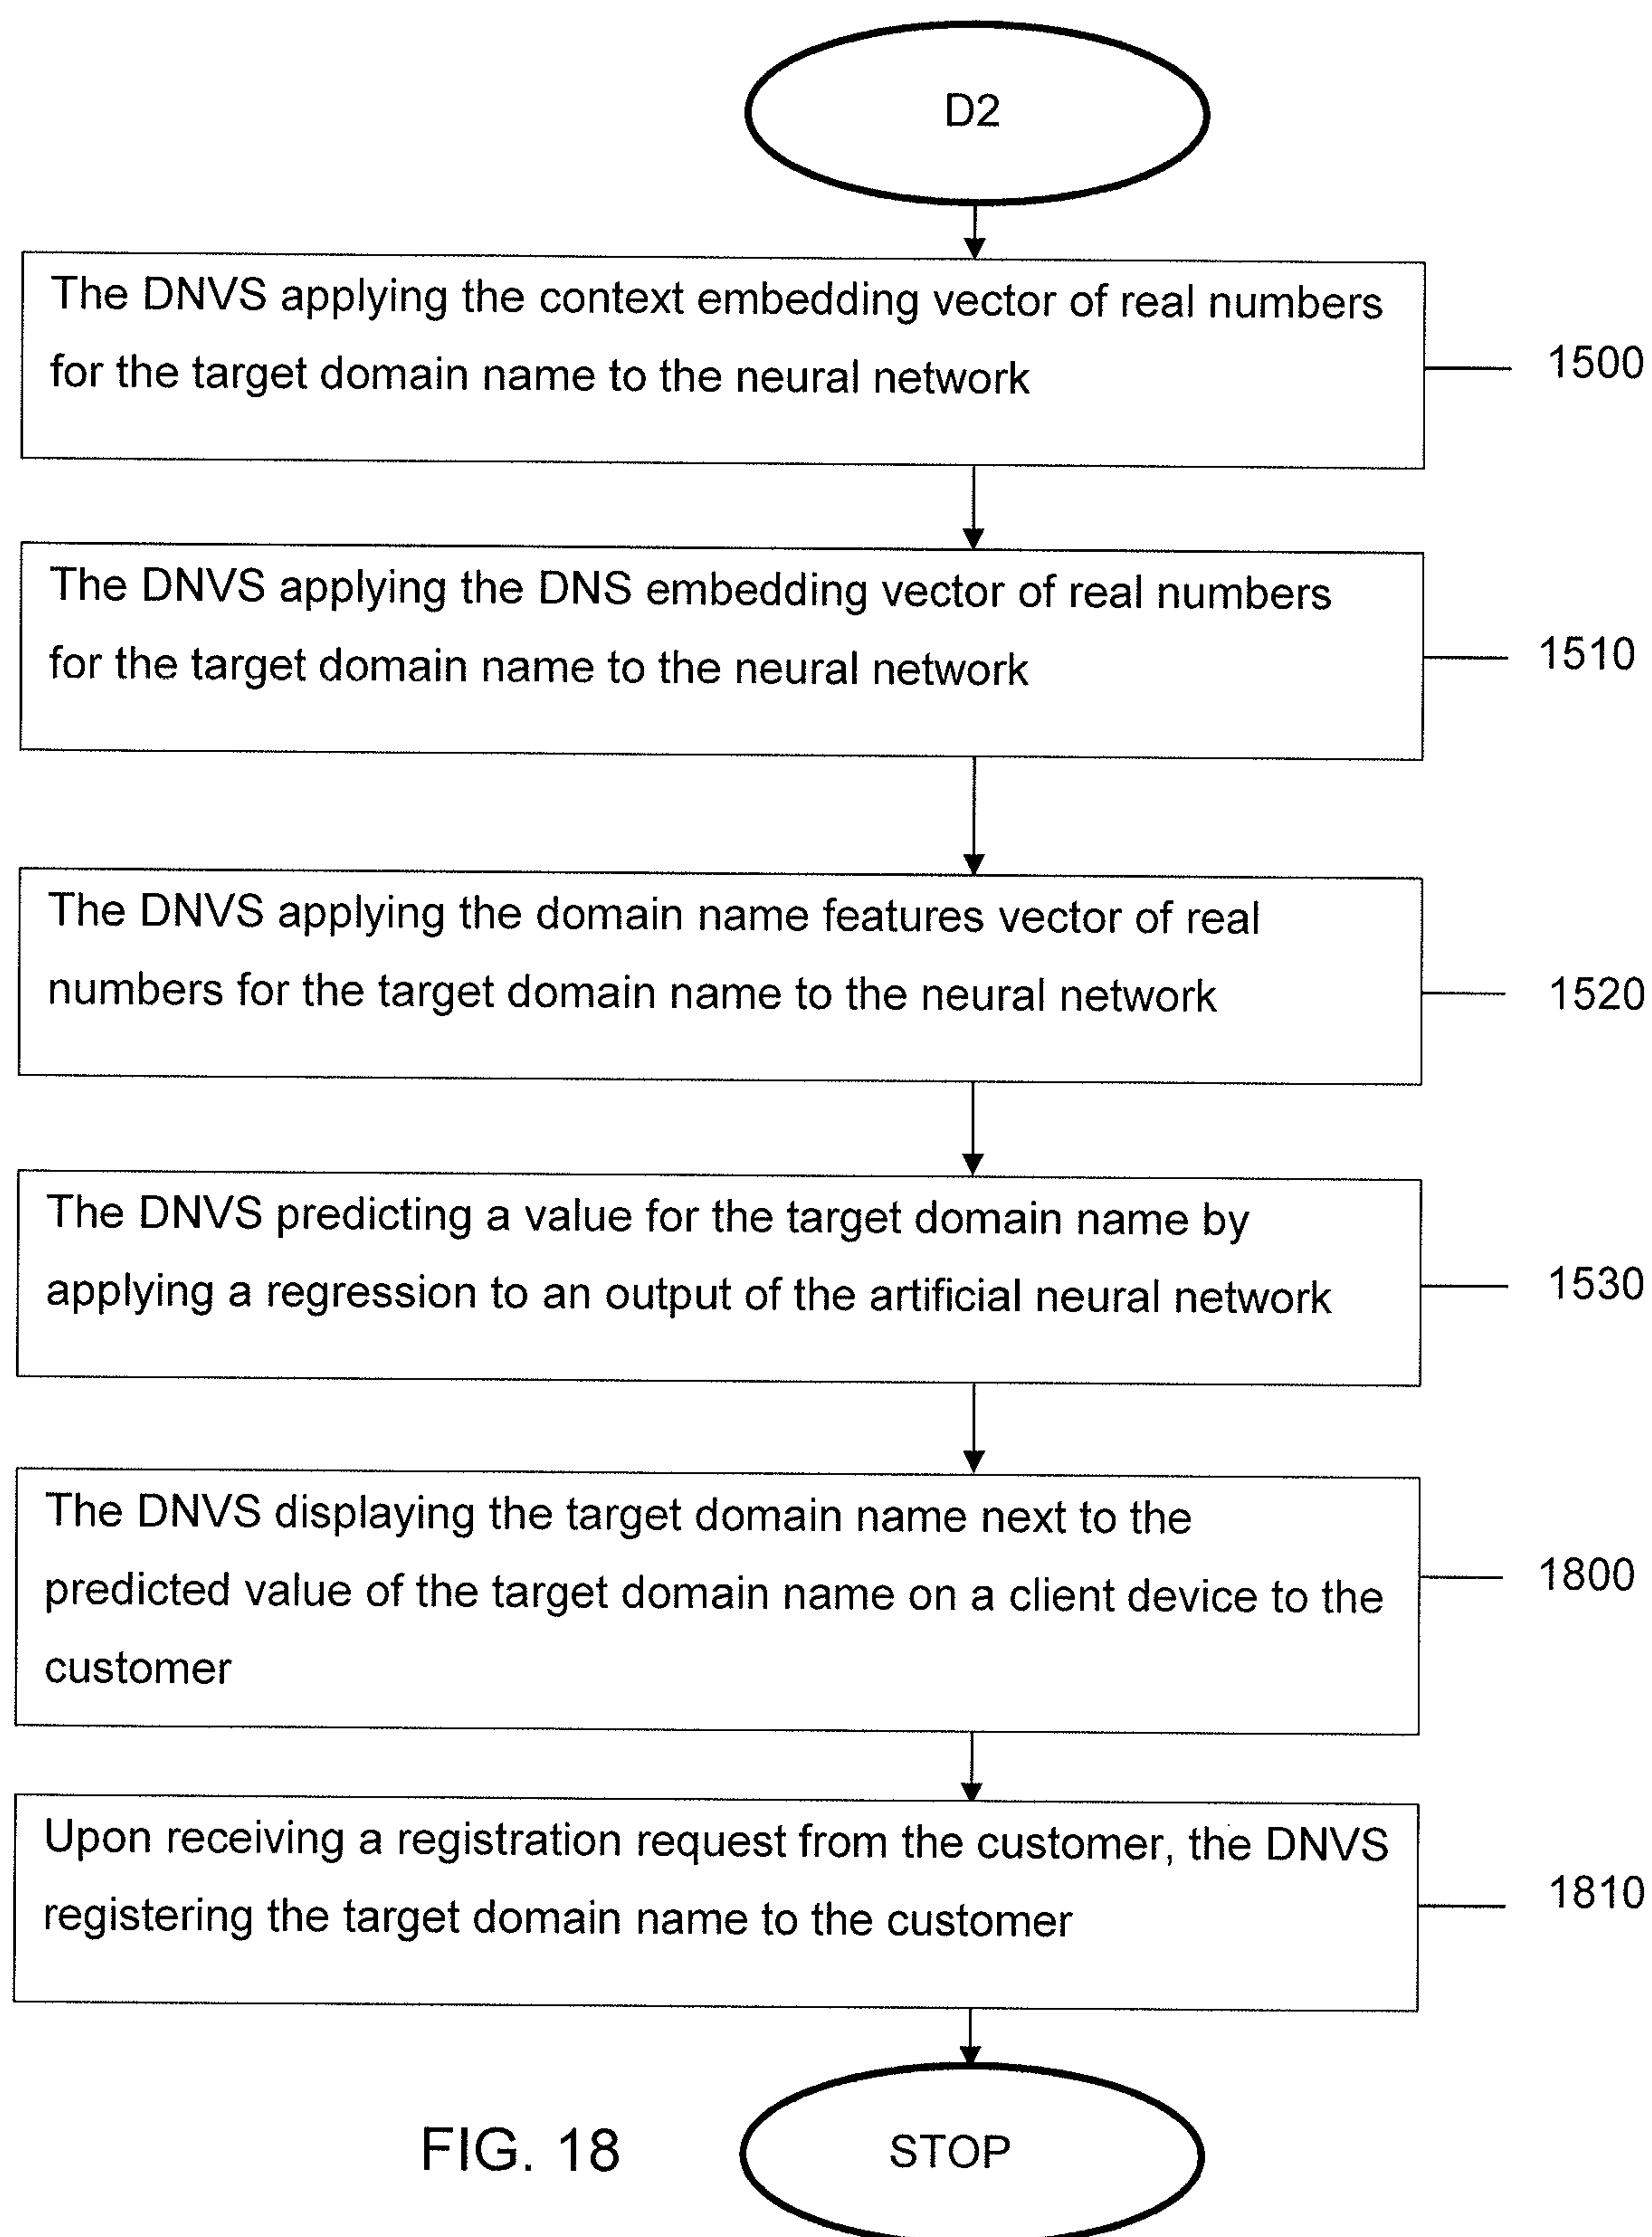 D2
The DNVS applying the context embedding vector of real numbers
for the target domain name to the neural network
1500
The DNVS applying the DNS embedding vector of real numbers
for the target domain name to the neural network
1510
The DNVS applying the domain name features vector of real
numbers for the target domain name to the neural network
1520
The DNVS predicting a value for the target domain name by
applying a regression to an output of the artificial neural network
1530
The DNVS displaying the target domain name next to the
predicted value of the target domain name on a client device to the
customer
1800
Upon receiving a registration request from the customer, the DNVS
registering the target domain name to the customer
1810
FIG. 18
STOP